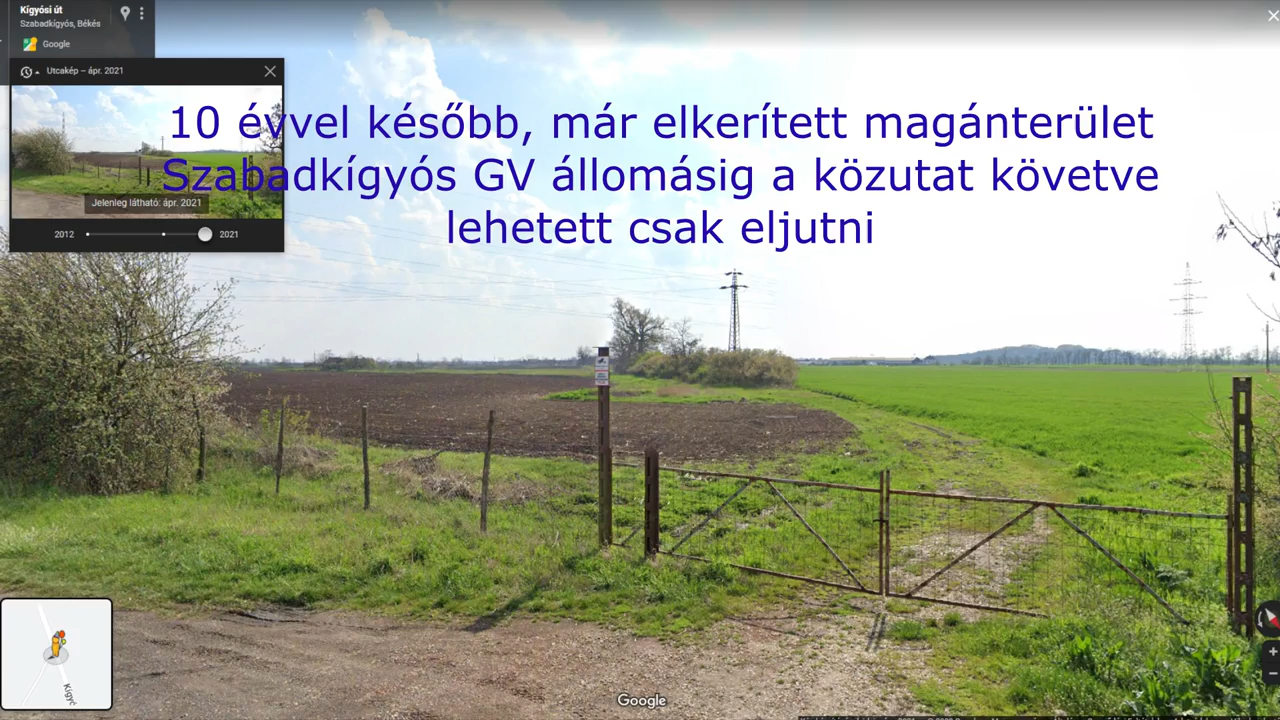 Kígyósi út
Szabadkígyós, Békés
Google
Utcakép – ápr. 2021
Jelenleg látható: ápr. 2021
2012
2021
10 évvel később, már elkerített magánterület
Szabadkígyós GV állomásig a közutat követve
lehetett csak eljutni
Kígyó
Google